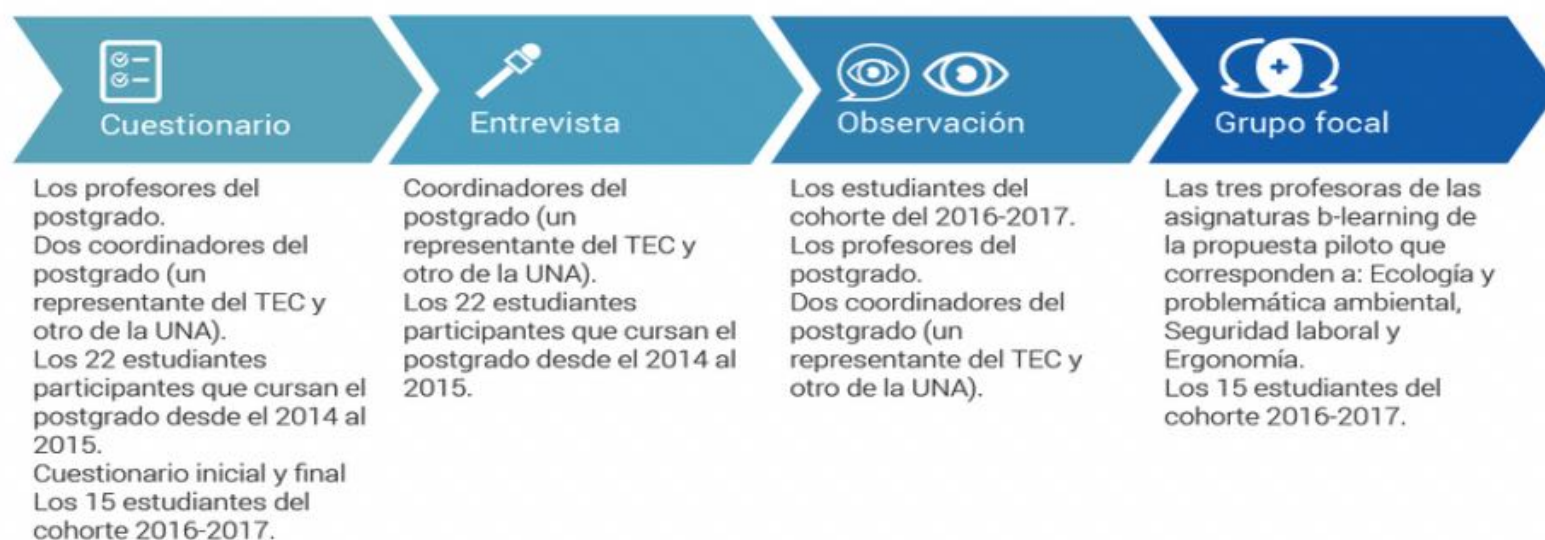 Cuestionario
Los profesores del
postgrado.
Dos coordinadores del
postgrado (un
representante del TEC y
otro de la UNA).
Los 22 estudiantes
participantes que cursan el
postgrado desde el 2014 al
2015.
Cuestionario inicial y final
Los 15 estudiantes del
cohorte 2016-2017.
Entrevista
Coordinadores del
postgrado (un
representante del TEC y
otro de la UNA).
Los 22 estudiantes
participantes que cursan el
postgrado desde el 2014 al
2015.
Observación
Los estudiantes del
cohorte del 2016-2017.
Los profesores del
postgrado.
Dos coordinadores del
postgrado (un
representante del TEC y
otro de la UNA).
Grupo focal
Las tres profesoras de las
asignaturas b-learning de
la propuesta piloto que
corresponden a: Ecología y
problemática ambiental,
Seguridad laboral y
Ergonomía.
Los 15 estudiantes del
cohorte 2016-2017.